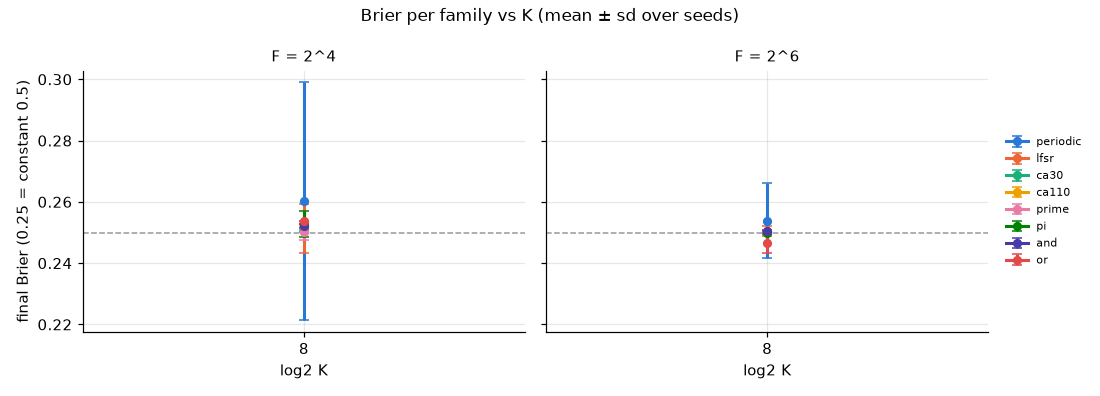 Brier per family vs K (mean ± sd over seeds)
F = 2^4
F = 2^6
final Brier (0.25 = constant 0.5)
0.30
0.28
0.26
0.24
0.22
8
8
log2 K
log2 K
periodic
lfsr
ca30
ca110
prime
pi
and
or